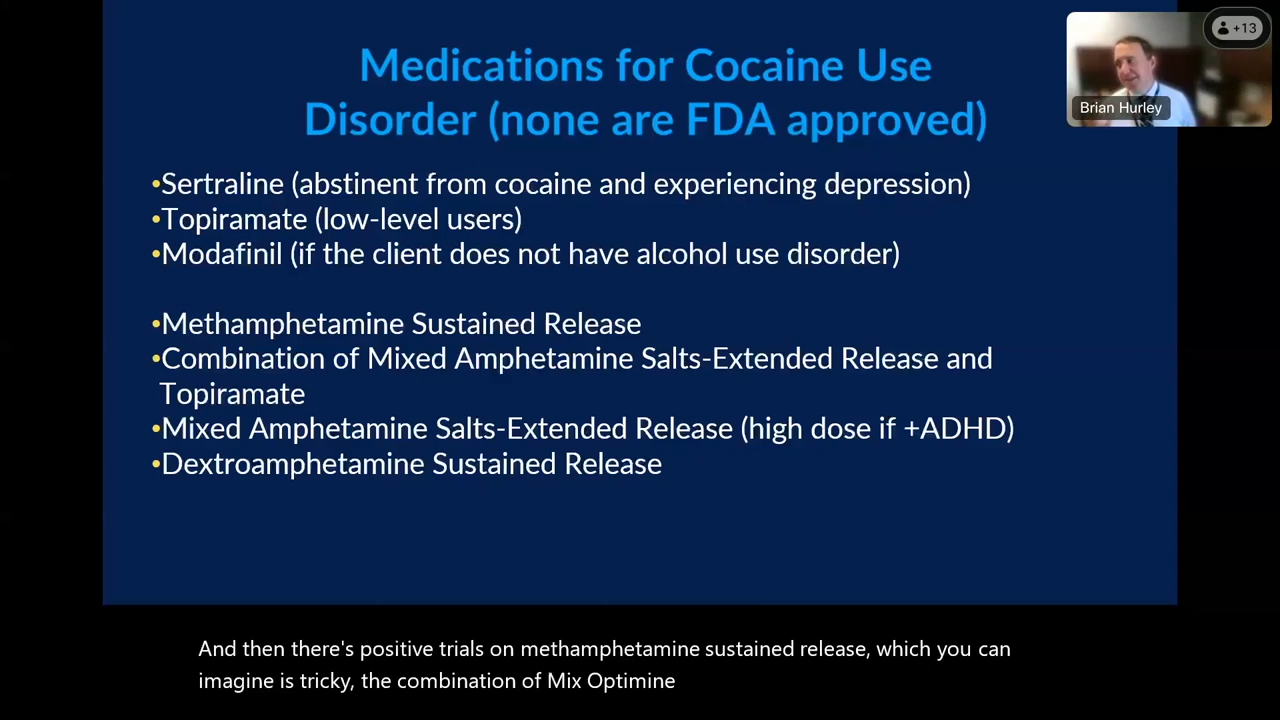 Medications for Cocaine Use
Disorder (none are FDA approved)
+13
Brian Hurley
•Sertraline (abstinent from cocaine and experiencing depression)
•Topiramate (low-level users)
•Modafinil (if the client does not have alcohol use disorder)
•Methamphetamine Sustained Release
•Combination of Mixed Amphetamine Salts-Extended Release and
Topiramate
•Mixed Amphetamine Salts-Extended Release (high dose if +ADHD)
•Dextroamphetamine Sustained Release
And then there's positive trials on methamphetamine sustained release, which you can
imagine is tricky, the combination of Mix Optimine